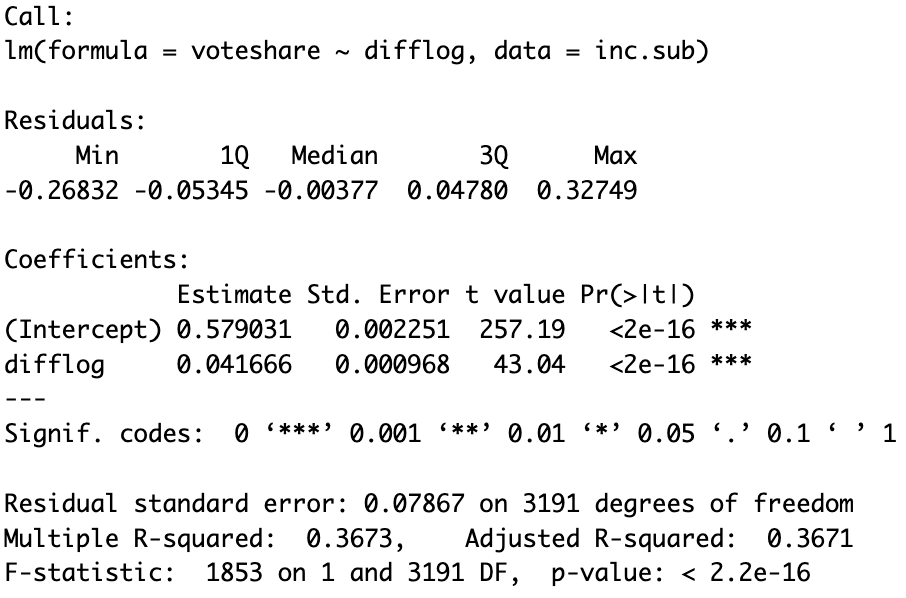 Call:
lm(formula = voteshare ~ difflog, data = inc.sub)
Residuals:
     Min       1Q   Median       3Q      Max
-0.26832 -0.05345 -0.00377  0.04780  0.32749
Coefficients:
            Estimate Std. Error t value Pr(>|t|)
(Intercept) 0.579031   0.002251  257.19   <2e-16 ***
difflog     0.041666   0.000968   43.04   <2e-16 ***
---
Signif. codes:  0 ‘***’ 0.001 ‘**’ 0.01 ‘*’ 0.05 ‘.’ 0.1 ‘ ’ 1
Residual standard error: 0.07867 on 3191 degrees of freedom
Multiple R-squared:  0.3673,	Adjusted R-squared:  0.3671
F-statistic:  1853 on 1 and 3191 DF,  p-value: < 2.2e-16